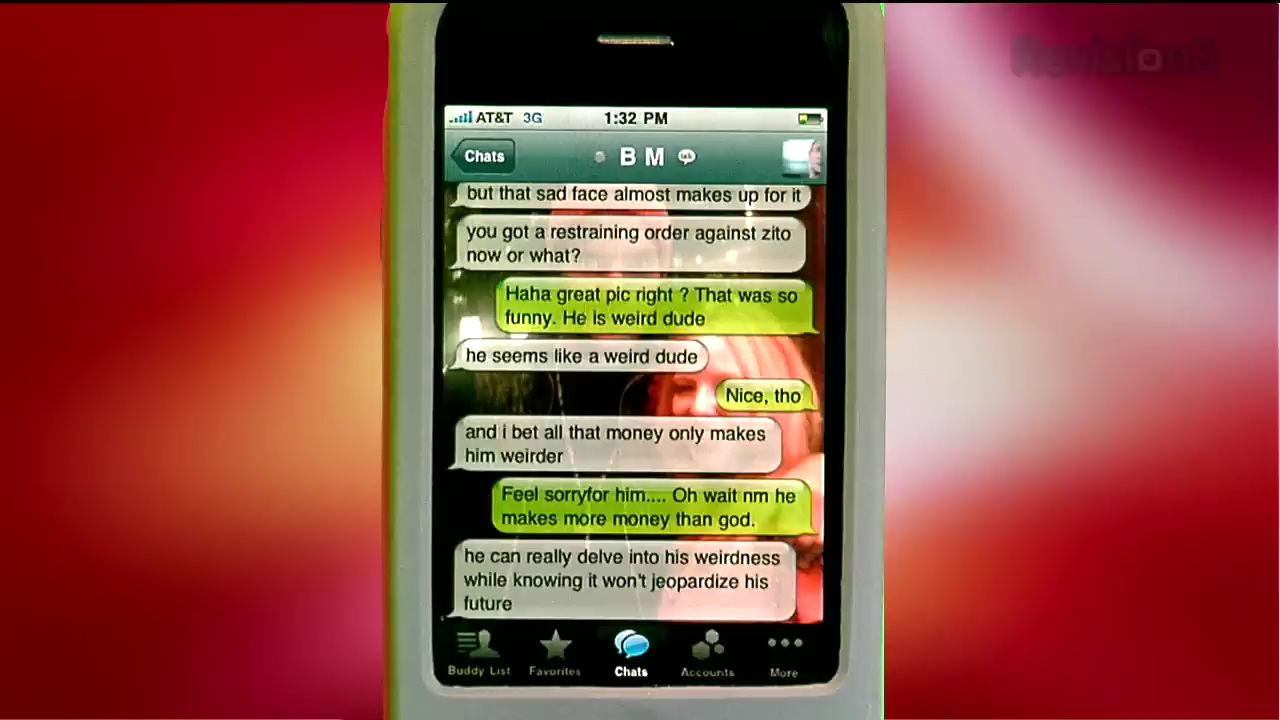 Revision3
AT&T 3G 1:32 PM
Chats
B M
talk
but that sad face almost makes up for it
you got a restraining order against zito
now or what?
Haha great pic right ? That was so
funny. He is weird dude
he seems like a weird dude
Nice, tho
and i bet all that money only makes
him weirder
Feel sorryfor him.... Oh wait nm he
makes more money than god.
he can really delve into his weirdness
while knowing it won't jeopardize his
future
Buddy List
Favorites
Chats
Accounts
More